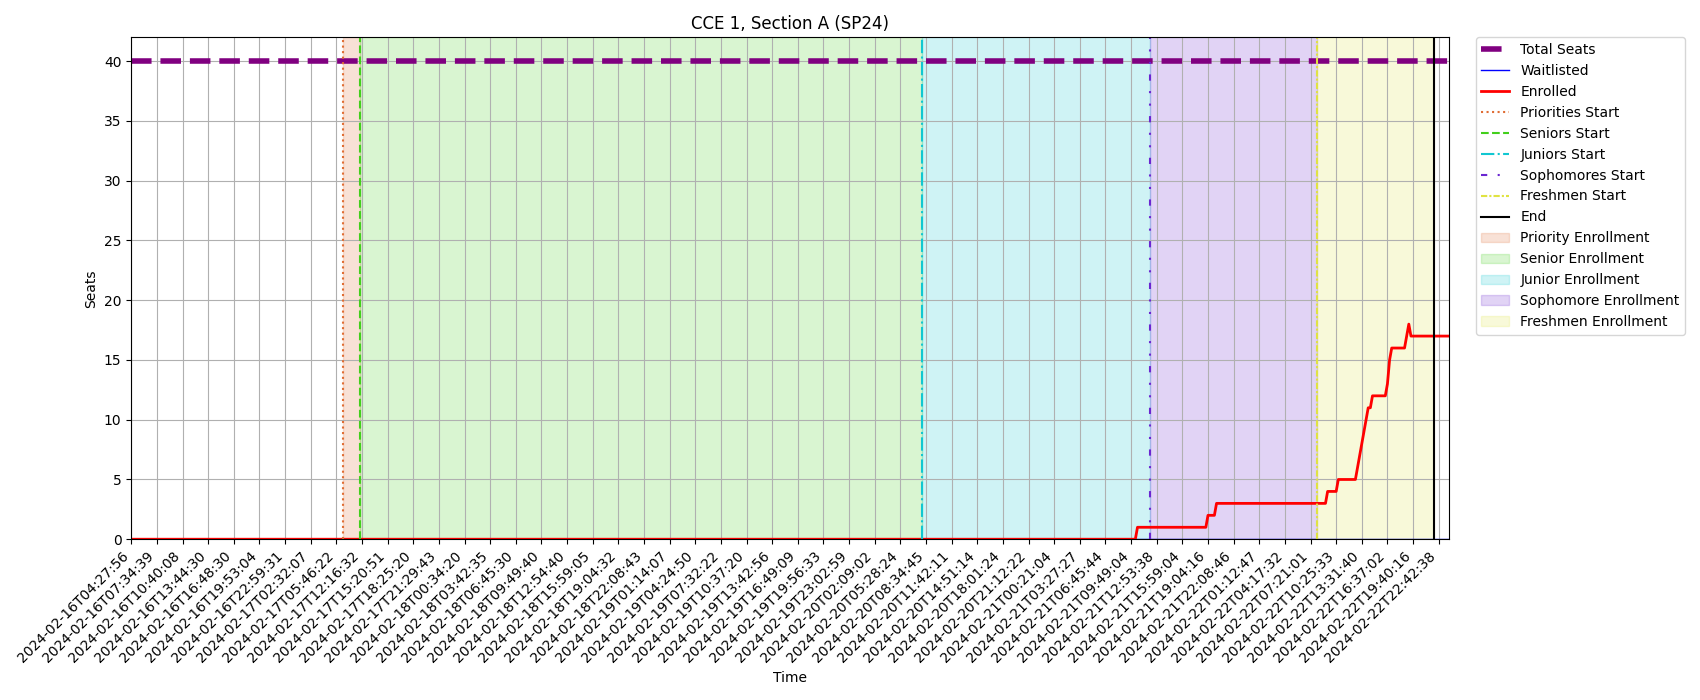 CCE 1, Section A (SP24)
Seats
40
35
30
25
20
15
10
5
0
2024-02-16T04:27:56
2024-02-16T07:34:39
2024-02-16T10:40:08
2024-02-16T13:44:30
2024-02-16T16:48:30
2024-02-16T19:53:04
2024-02-16T22:59:31
2024-02-17T02:32:07
2024-02-17T05:46:22
2024-02-17T12:16:32
2024-02-17T15:20:51
2024-02-17T18:25:20
2024-02-17T21:29:43
2024-02-18T00:34:20
2024-02-18T03:42:35
2024-02-18T06:45:30
2024-02-18T09:49:40
2024-02-18T12:54:40
2024-02-18T15:59:05
2024-02-18T19:04:32
2024-02-18T22:08:43
2024-02-19T01:14:07
2024-02-19T04:24:50
2024-02-19T07:32:22
2024-02-19T10:37:20
2024-02-19T13:42:56
2024-02-19T16:49:09
2024-02-19T19:56:33
2024-02-19T23:02:59
2024-02-20T02:09:02
2024-02-20T05:28:24
2024-02-20T08:34:45
2024-02-20T11:42:11
2024-02-20T14:51:14
2024-02-20T18:01:24
2024-02-20T21:12:22
2024-02-21T00:21:04
2024-02-21T03:27:27
2024-02-21T06:45:44
2024-02-21T09:49:04
2024-02-21T12:53:38
2024-02-21T15:59:04
2024-02-21T19:04:16
2024-02-21T22:08:46
2024-02-22T01:12:47
2024-02-22T04:17:32
2024-02-22T07:21:01
2024-02-22T10:25:33
2024-02-22T13:31:40
2024-02-22T16:37:02
2024-02-22T19:40:16
2024-02-22T22:42:38
Time
Total Seats
Waitlisted
Enrolled
Priorities Start
Seniors Start
Juniors Start
Sophomores Start
Freshmen Start
End
Priority Enrollment
Senior Enrollment
Junior Enrollment
Sophomore Enrollment
Freshmen Enrollment